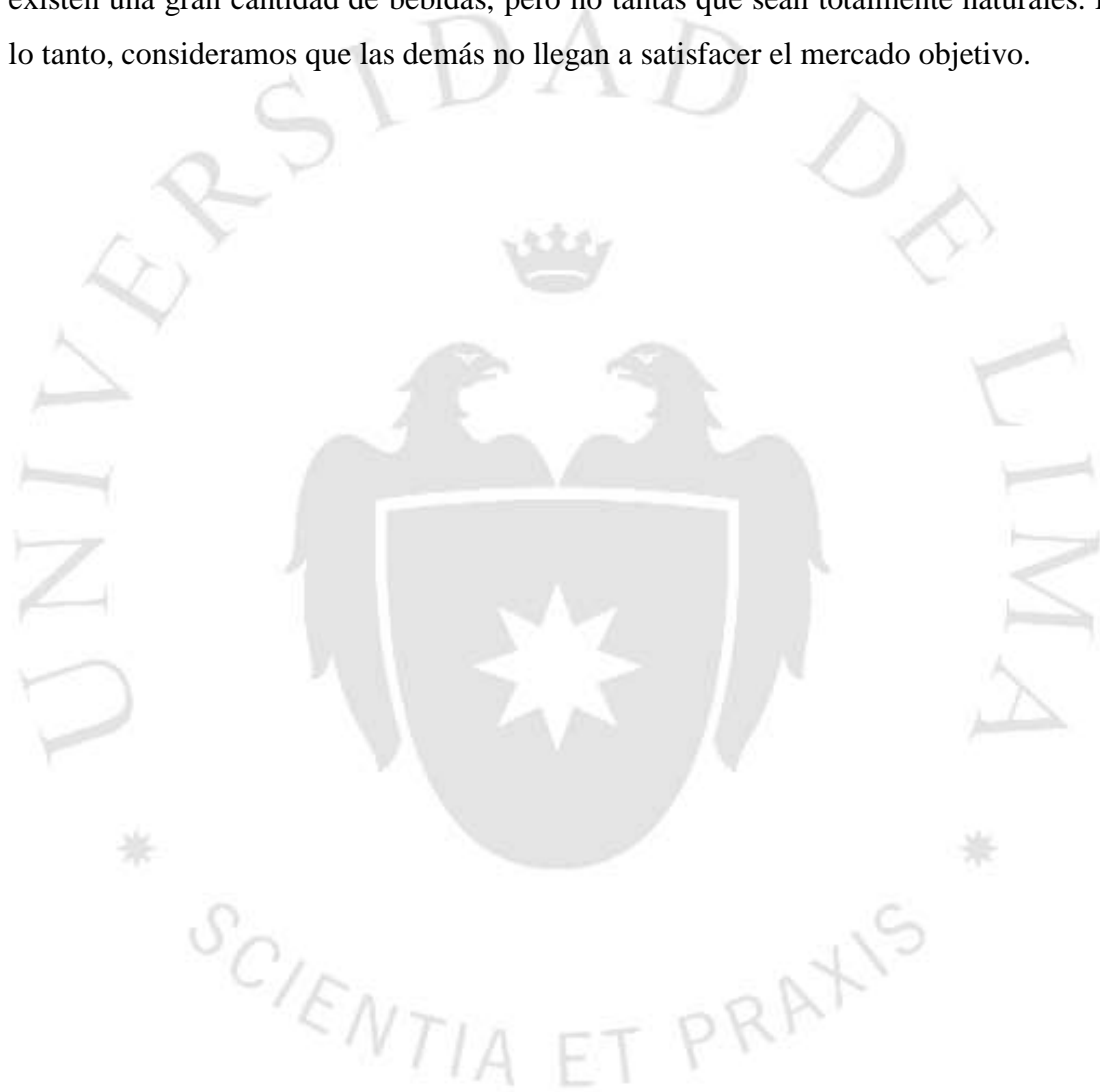 existen una gran cantidad de bebidas, pero no tantas que sean totalmente naturales.
lo tanto, consideramos que las demás no llegan a satisfacer el mercado objetivo.
UNIVERSIDAD DE LIMA
SCIENTIA ET PRAXIS